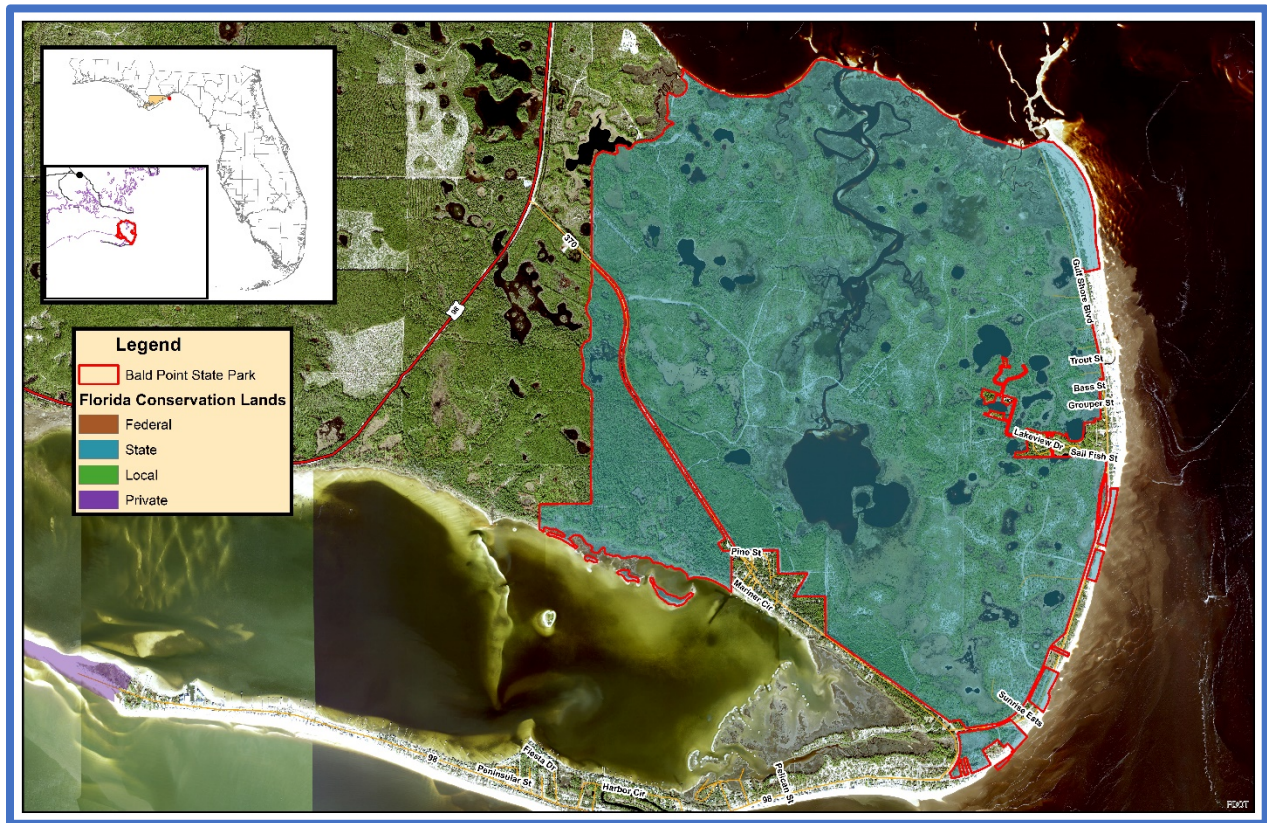 Legend
Bald Point State Park
Florida Conservation Lands
Federal
State
Local
Private
370
98
Gulf Shore Blvd
Trout St
Bass St
Grouper St
Lakeview Dr
Sail Fish St
Pine St
Mariner Cir
Sunrise Ests
98
Peninsular St
Fiesta Dr
Harbor Cir
Pelican St
98
FDOT